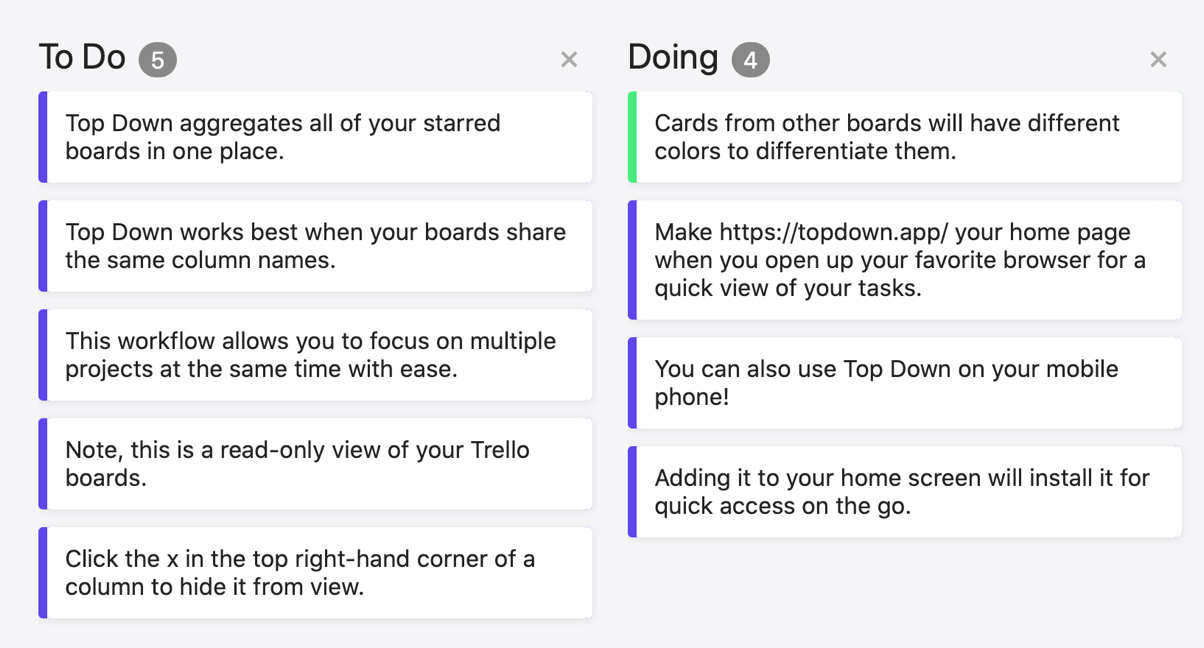 To Do 5 ×
Top Down aggregates all of your starred
boards in one place.
Top Down works best when your boards share
the same column names.
This workflow allows you to focus on multiple
projects at the same time with ease.
Note, this is a read-only view of your Trello
boards.
Click the x in the top right-hand corner of a
column to hide it from view.
Doing 4 ×
Cards from other boards will have different
colors to differentiate them.
Make https://topdown.app/ your home page
when you open up your favorite browser for a
quick view of your tasks.
You can also use Top Down on your mobile
phone!
Adding it to your home screen will install it for
quick access on the go.